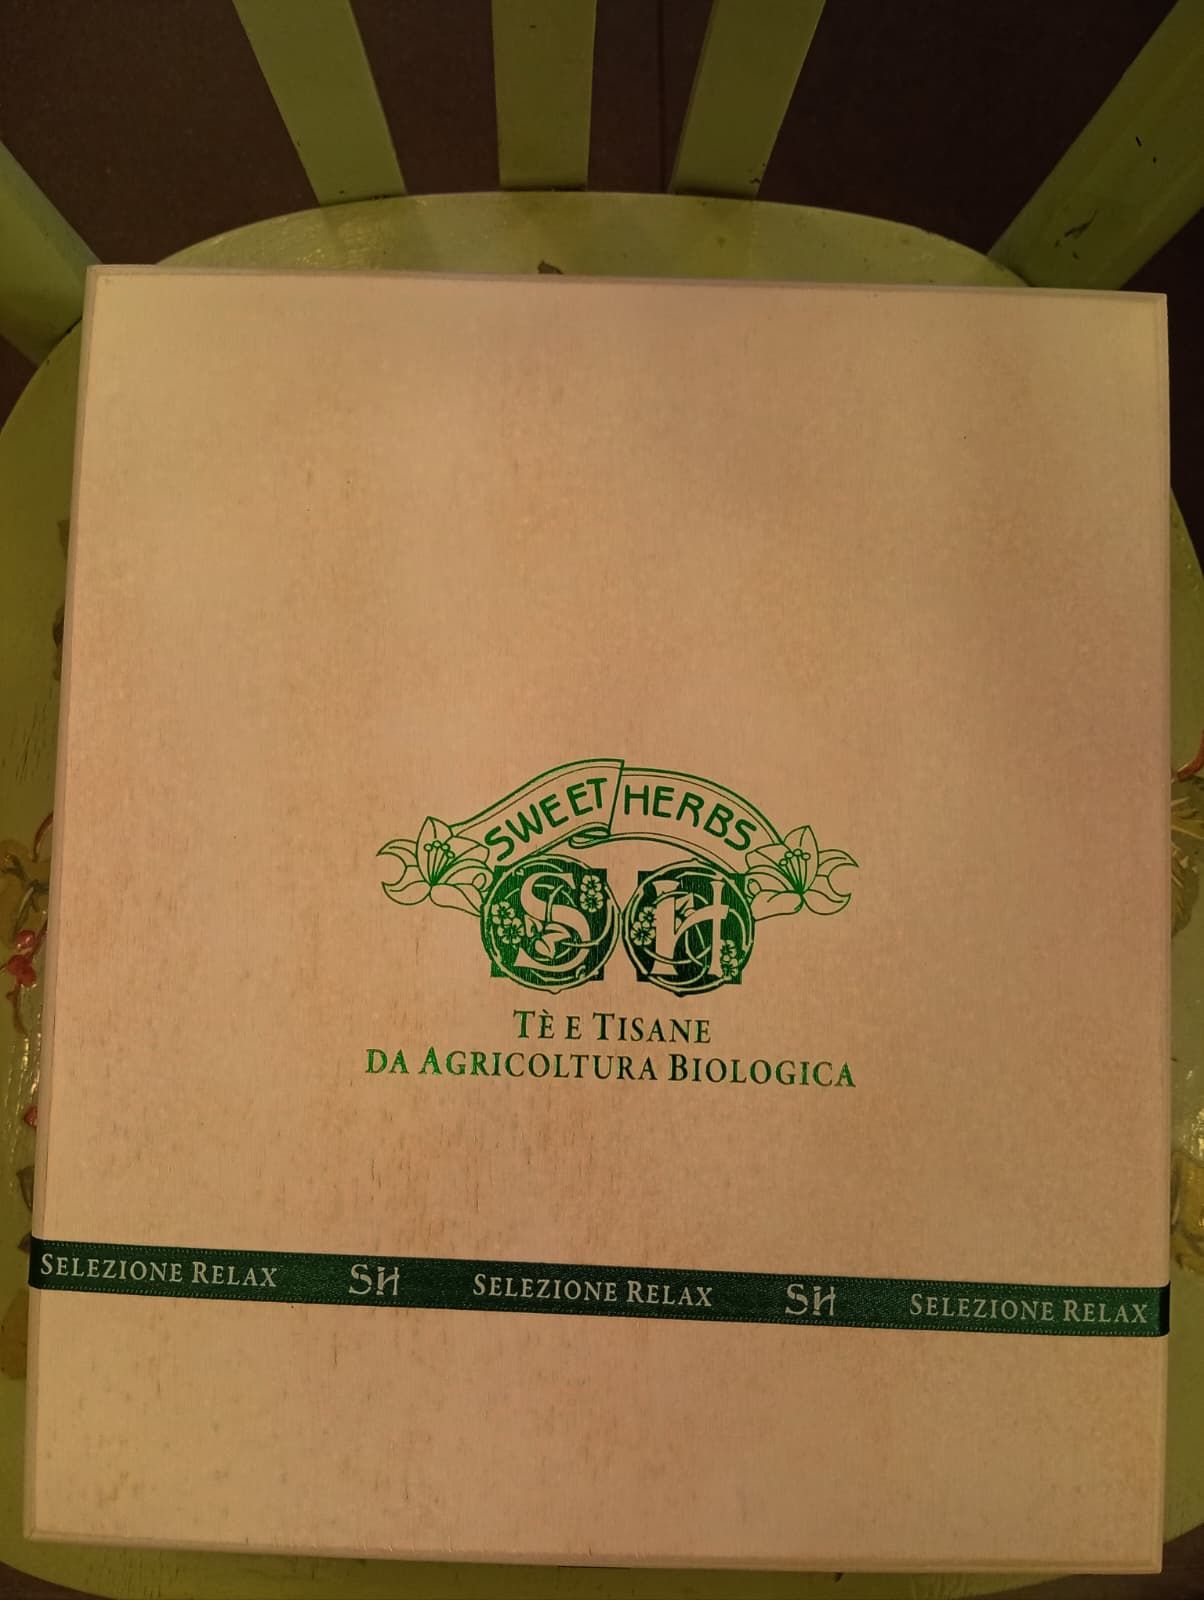 SWEET HERBS
SH
TÈ E TISANE
DA AGRICOLTURA BIOLOGICA
SELEZIONE RELAX SH SELEZIONE RELAX SH SELEZIONE RELAX